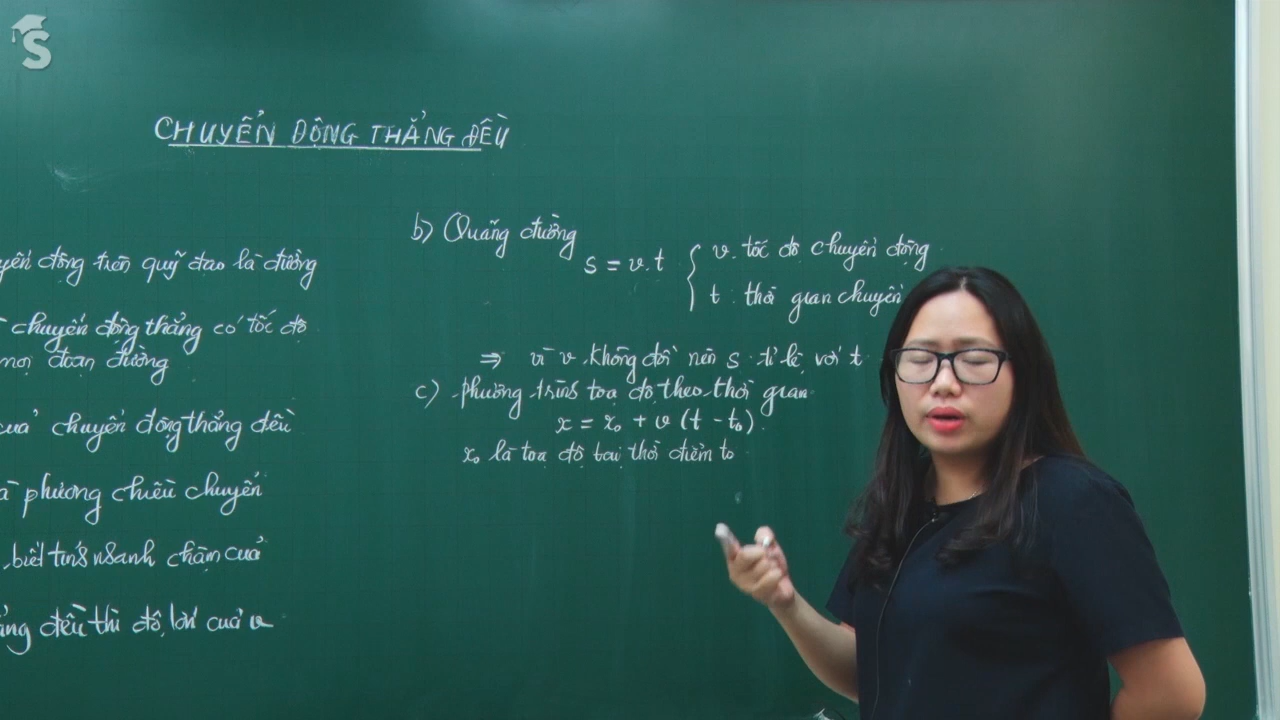 S
CHUYỂN ĐỘNG THẲNG ĐỀU
động trên quỹ đạo là đường
chuyển động thẳng có tốc độ
mọi đoạn đường
của chuyển động thẳng đều
phương chiều chuyển
biết tính nhanh chậm của
đều thì độ lớn của v
b) Quãng đường
s = v.t { v. tốc độ chuyển động
t : thời gian chuyển
⇒ vì v không đổi nên s tỉ lệ với t
c) phương trình toạ độ theo thời gian
x = x₀ + v (t - t₀).
x₀ là toạ độ tại thời điểm t₀